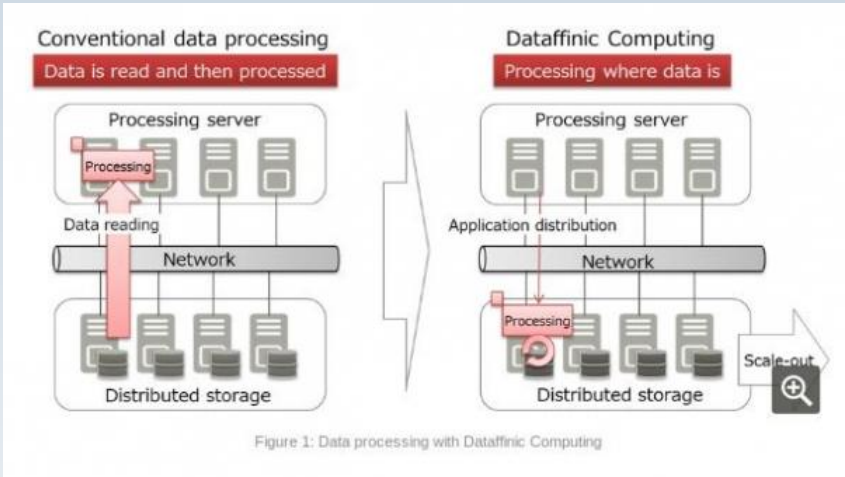 Conventional data processing
Data is read and then processed
Processing server
Processing
Data reading
Network
Distributed storage
Dataffinic Computing
Processing where data is
Processing server
Application distribution
Network
Processing
Distributed storage
Scale-out
Figure 1: Data processing with Dataffinic Computing